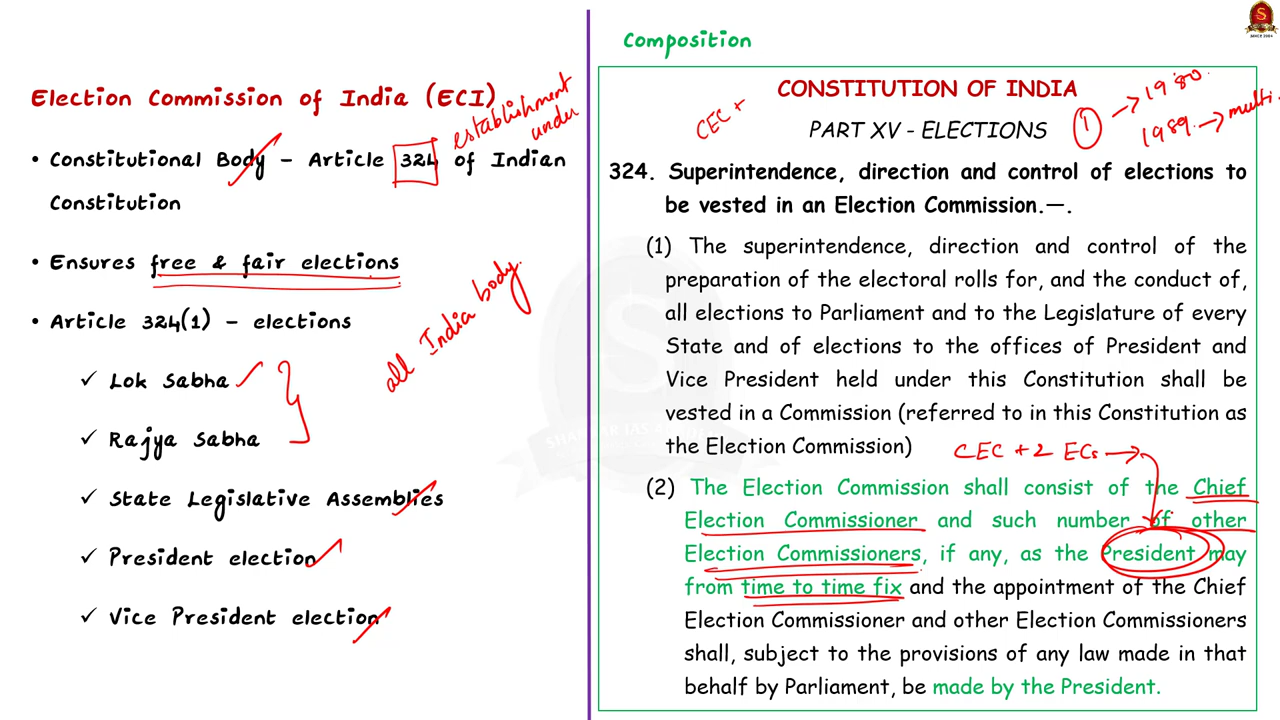 Election Commission of India (ECI)
establishment
under
• Constitutional Body – Article 324 of Indian
Constitution
• Ensures free & fair elections
all India body.
• Article 324(1) – elections
✓ Lok Sabha
✓ Rajya Sabha
✓ State Legislative Assemblies
✓ President election
✓ Vice President election
Composition
CONSTITUTION OF INDIA
CEC +
PART XV - ELECTIONS
1 → 1980.
1989. → multi.
324. Superintendence, direction and control of elections to
be vested in an Election Commission.—.
(1) The superintendence, direction and control of the
preparation of the electoral rolls for, and the conduct of,
all elections to Parliament and to the Legislature of every
State and of elections to the offices of President and
Vice President held under this Constitution shall be
vested in a Commission (referred to in this Constitution as
the Election Commission)
CEC + 2 ECs →
(2) The Election Commission shall consist of the Chief
Election Commissioner and such number of other
Election Commissioners, if any, as the President may
from time to time fix and the appointment of the Chief
Election Commissioner and other Election Commissioners
shall, subject to the provisions of any law made in that
behalf by Parliament, be made by the President.